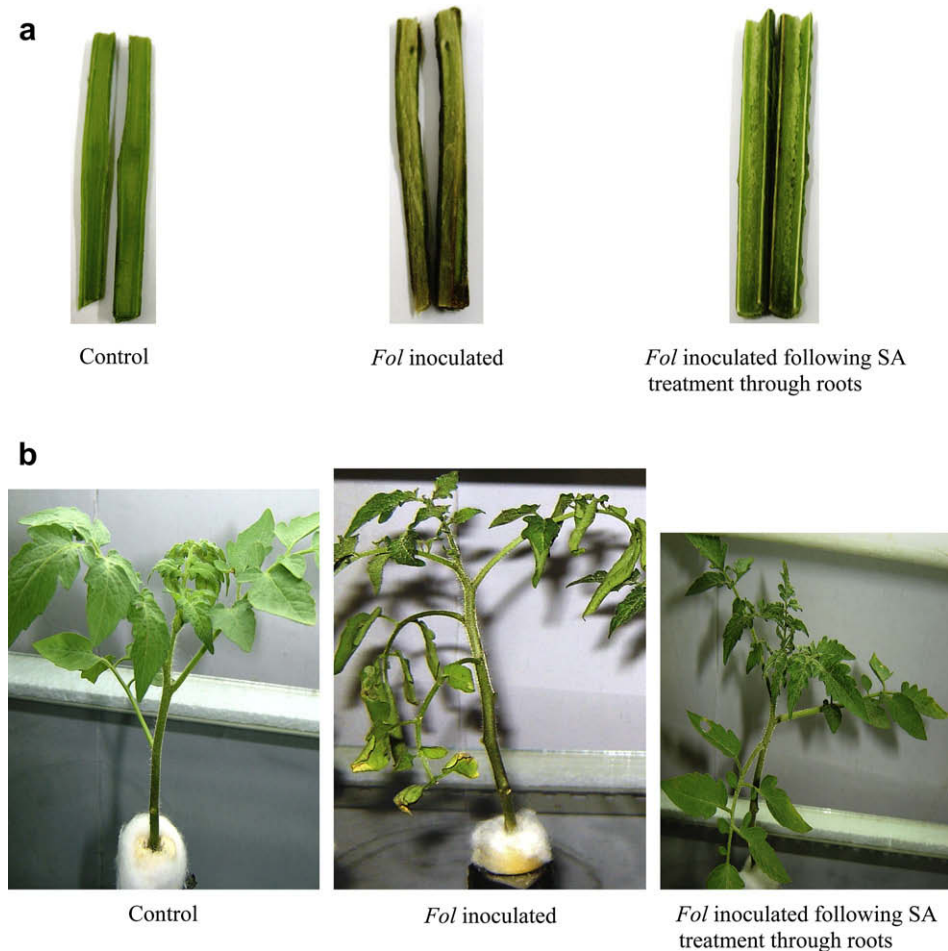 a
Control
Fol inoculated
Fol inoculated following SA
treatment through roots
b
Control
Fol inoculated
Fol inoculated following SA
treatment through roots